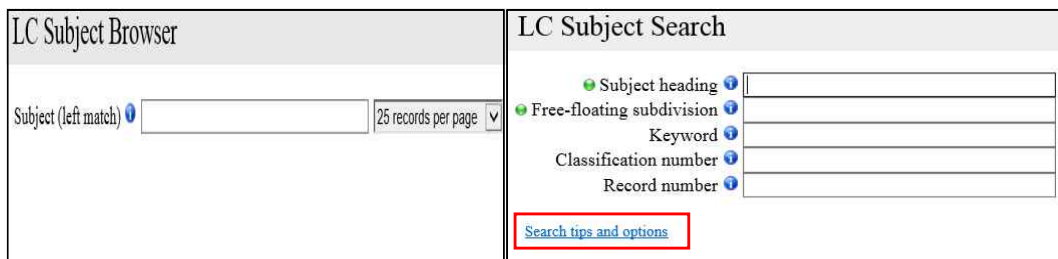 LC Subject Browser
Subject (left match)
25 records per page
LC Subject Search
Subject heading
Free-floating subdivision
Keyword
Classification number
Record number
Search tips and options